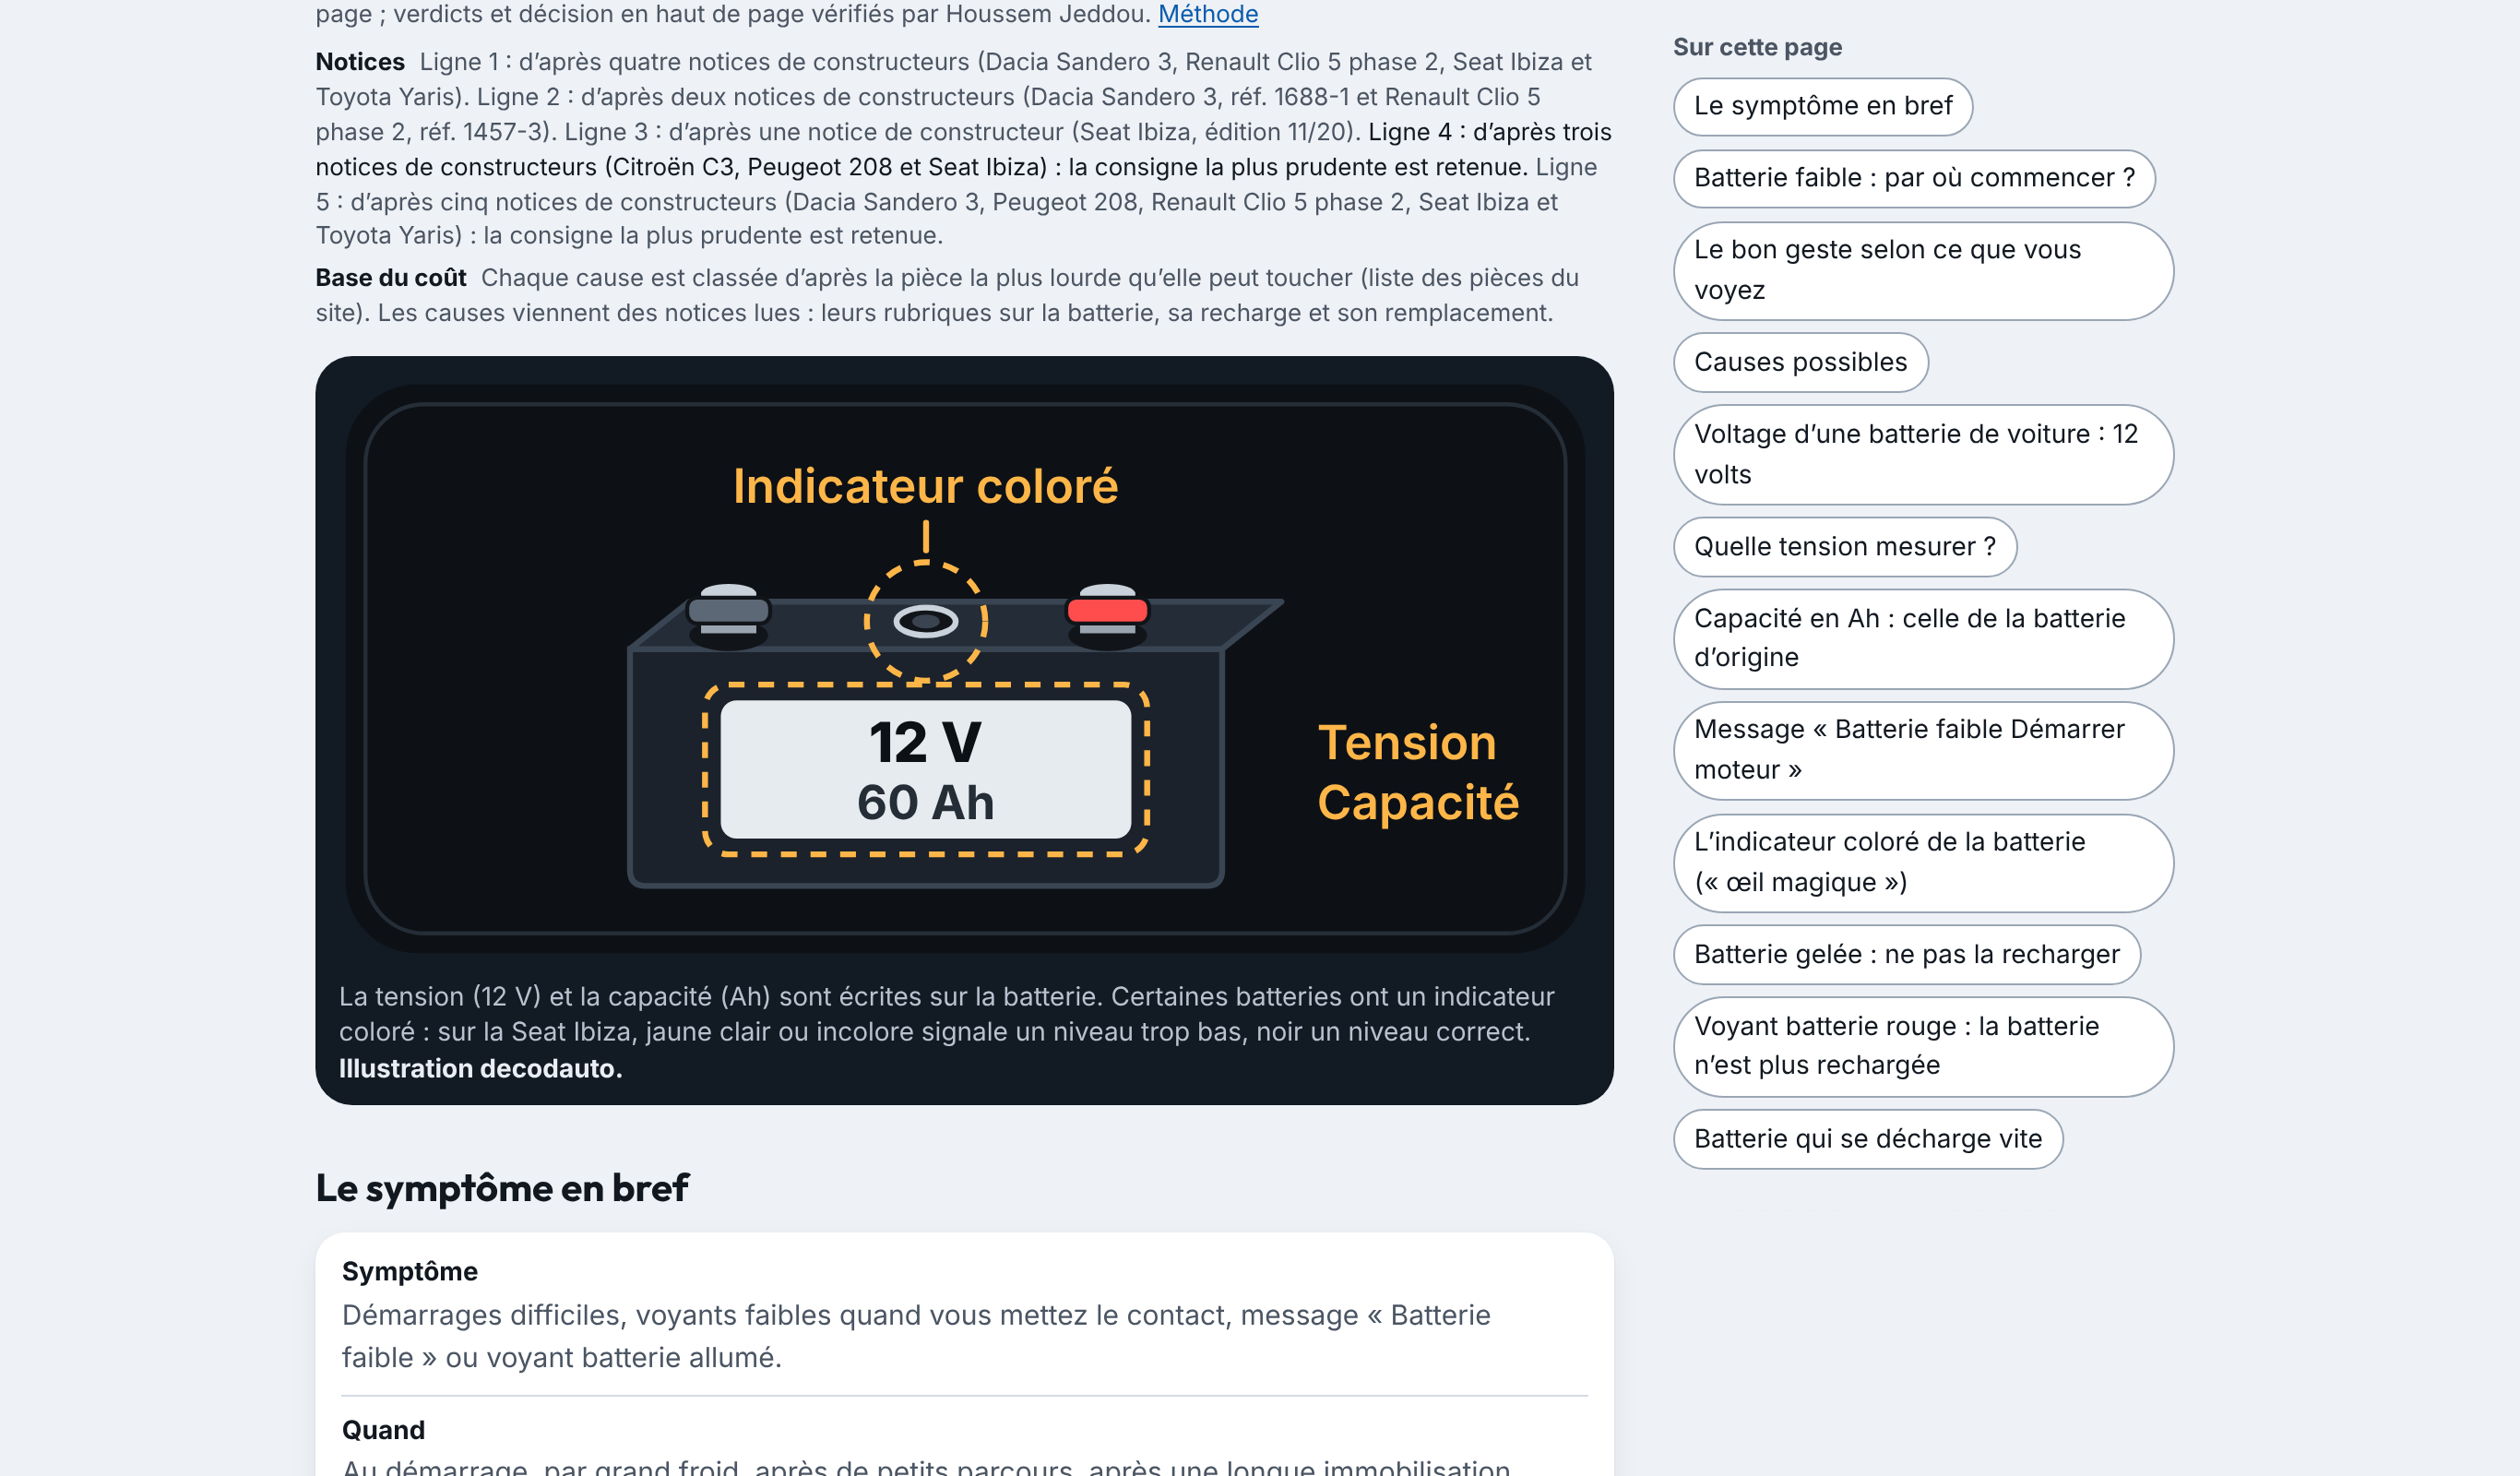 page ; verdicts et décision en haut de page vérifiés par Houssem Jeddou. Méthode
Notices Ligne 1 : d’après quatre notices de constructeurs (Dacia Sandero 3, Renault Clio 5 phase 2, Seat Ibiza et
Toyota Yaris). Ligne 2 : d’après deux notices de constructeurs (Dacia Sandero 3, réf. 1688-1 et Renault Clio 5
phase 2, réf. 1457-3). Ligne 3 : d’après une notice de constructeur (Seat Ibiza, édition 11/20). Ligne 4 : d’après trois
notices de constructeurs (Citroën C3, Peugeot 208 et Seat Ibiza) : la consigne la plus prudente est retenue. Ligne
5 : d’après cinq notices de constructeurs (Dacia Sandero 3, Peugeot 208, Renault Clio 5 phase 2, Seat Ibiza et
Toyota Yaris) : la consigne la plus prudente est retenue.
Base du coût Chaque cause est classée d’après la pièce la plus lourde qu’elle peut toucher (liste des pièces du
site). Les causes viennent des notices lues : leurs rubriques sur la batterie, sa recharge et son remplacement.
Indicateur coloré
12 V
60 Ah
Tension
Capacité
La tension (12 V) et la capacité (Ah) sont écrites sur la batterie. Certaines batteries ont un indicateur
coloré : sur la Seat Ibiza, jaune clair ou incolore signale un niveau trop bas, noir un niveau correct.
Illustration decodauto.
Le symptôme en bref
Symptôme
Démarrages difficiles, voyants faibles quand vous mettez le contact, message « Batterie
faible » ou voyant batterie allumé.
Quand
Au démarrage, par grand froid, après de petits parcours, après une longue immobilisation
Sur cette page
Le symptôme en bref
Batterie faible : par où commencer ?
Le bon geste selon ce que vous
voyez
Causes possibles
Voltage d’une batterie de voiture : 12
volts
Quelle tension mesurer ?
Capacité en Ah : celle de la batterie
d’origine
Message « Batterie faible Démarrer
moteur »
L’indicateur coloré de la batterie
(« œil magique »)
Batterie gelée : ne pas la recharger
Voyant batterie rouge : la batterie
n’est plus rechargée
Batterie qui se décharge vite